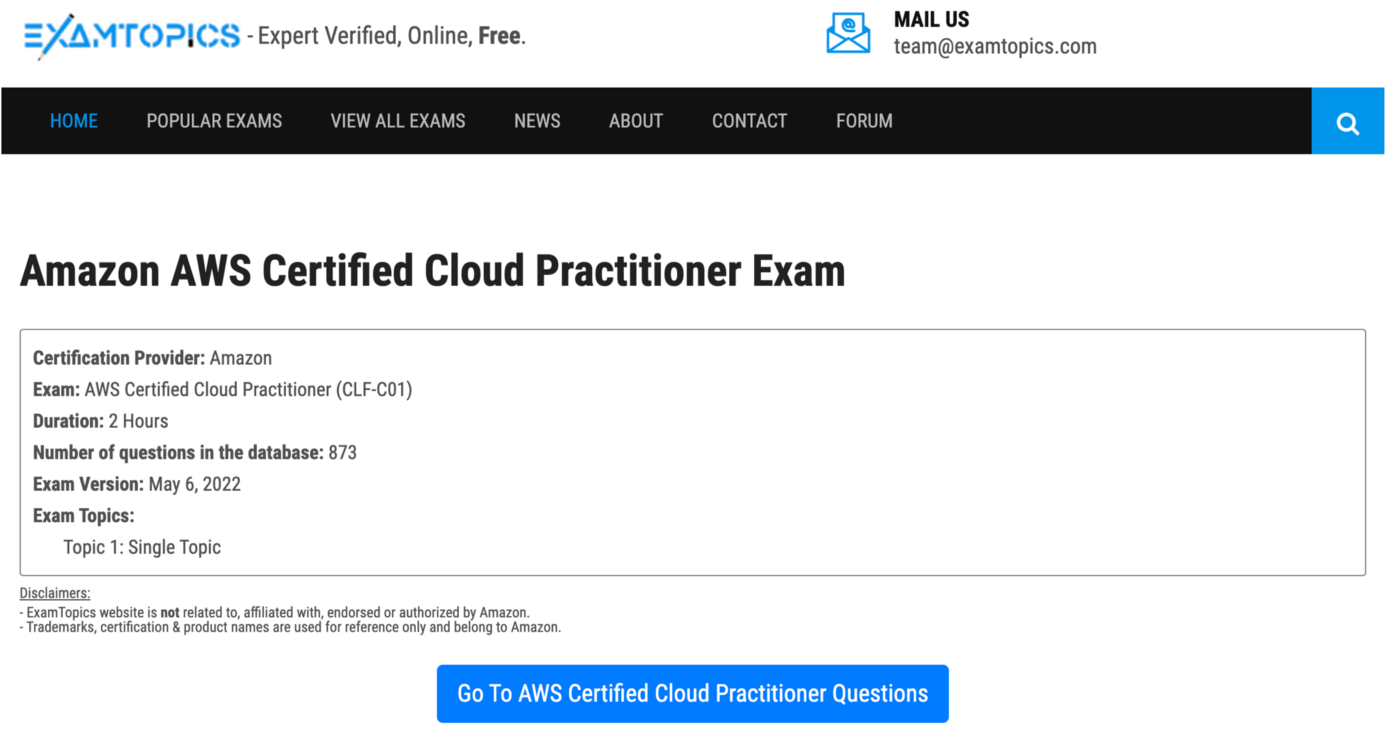 EXAMTOPICS - Expert Verified, Online, Free.
MAIL US
team@examtopics.com
HOME POPULAR EXAMS VIEW ALL EXAMS NEWS ABOUT CONTACT FORUM
Amazon AWS Certified Cloud Practitioner Exam
Certification Provider: Amazon
Exam: AWS Certified Cloud Practitioner (CLF-C01)
Duration: 2 Hours
Number of questions in the database: 873
Exam Version: May 6, 2022
Exam Topics:
Topic 1: Single Topic
Disclaimers:
- ExamTopics website is not related to, affiliated with, endorsed or authorized by Amazon.
- Trademarks, certification & product names are used for reference only and belong to Amazon.
Go To AWS Certified Cloud Practitioner Questions